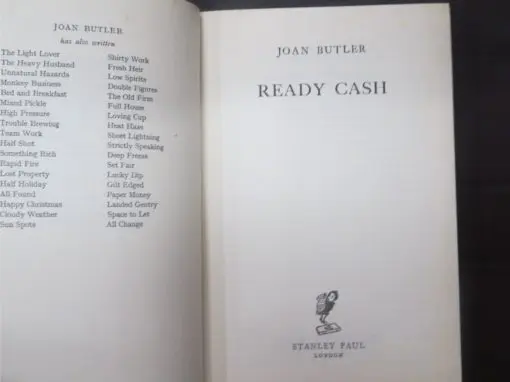 JOAN BUTLER
has also written
The Light Lover
The Heavy Husband
Unnatural Hazards
Monkey Business
Bed and Breakfast
Mixed Pickle
High Pressure
Trouble Brewing
Team Work
Half Shot
Something Rich
Rapid Fire
Lost Property
Half Holiday
All Found
Happy Christmas
Cloudy Weather
Sun Spots
Shirty Work
Fresh Heir
Low Spirits
Double Figures
The Old Firm
Full House
Loving Cup
Heat Haze
Sheet Lightning
Strictly Speaking
Deep Freeze
Set Fair
Lucky Dip
Gilt Edged
Paper Money
Landed Gentry
Space to Let
All Change
JOAN BUTLER
READY CASH
STANLEY PAUL
LONDON